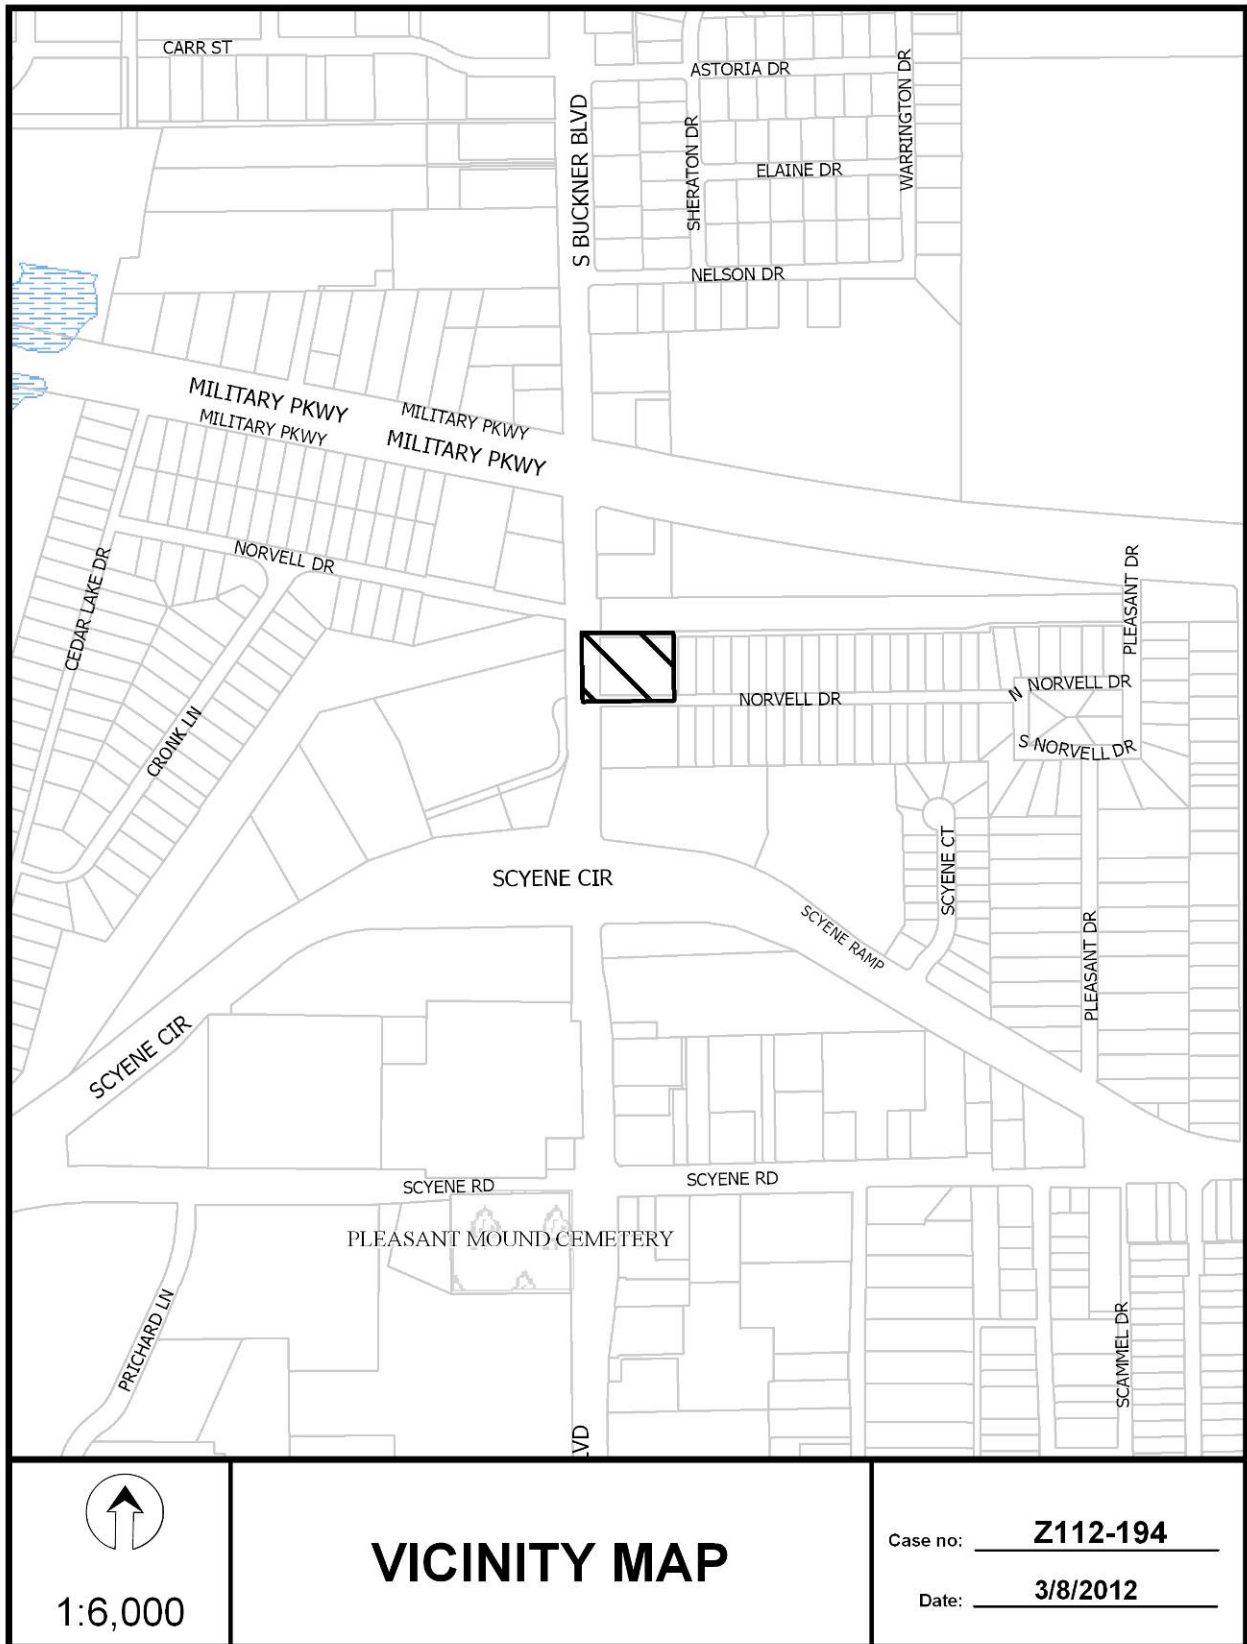 CARR ST
ASTORIA DR
S BUCKNER BLVD
WARRINGTON DR
SHERATON DR
ELAINE DR
NELSON DR
MILITARY PKWY
MILITARY PKWY
MILITARY PKWY
MILITARY PKWY
NORVELL DR
CEDAR LAKE DR
PLEASANT DR
CRONK LN
NORVELL DR
N NORVELL DR
S NORVELL DR
SCYENE CIR
SCYENE CT
SCYENE RAMP
PLEASANT DR
SCYENE CIR
SCYENE RD
SCYENE RD
PLEASANT MOUND CEMETERY
PRICHARD LN
SCAMMEL DR
LVD
1:6,000
VICINITY MAP
Case no: Z112-194
Date: 3/8/2012